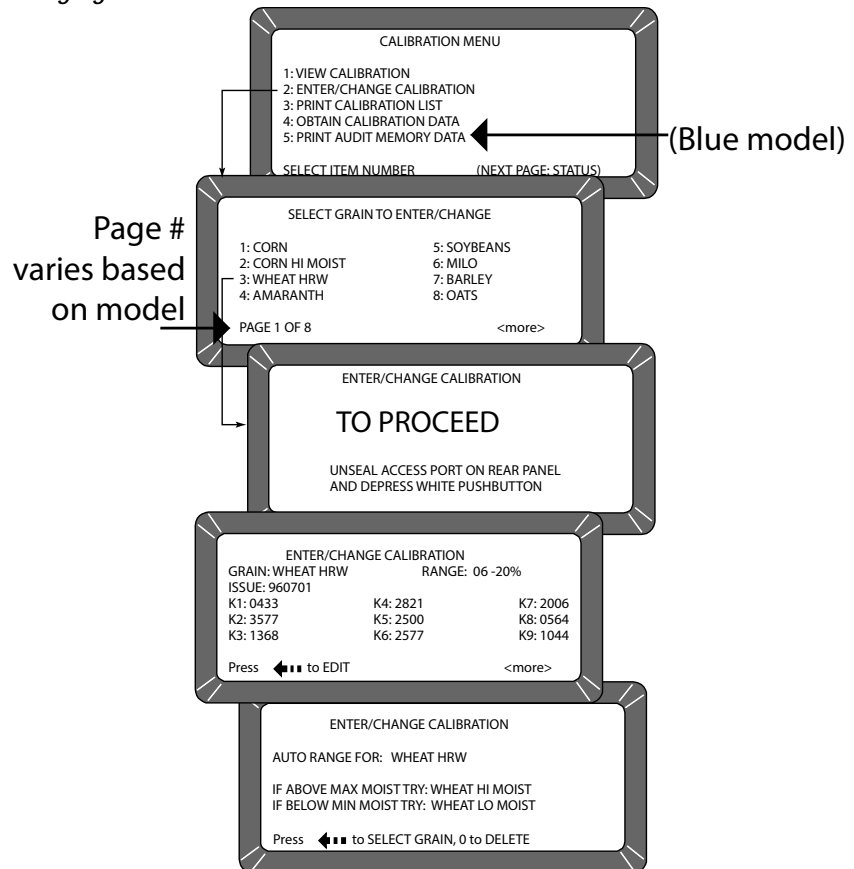 CALIBRATION MENU
1: VIEW CALIBRATION
2: ENTER/CHANGE CALIBRATION
3: PRINT CALIBRATION LIST
4: OBTAIN CALIBRATION DATA
5: PRINT AUDIT MEMORY DATA
(Blue model)
SELECT ITEM NUMBER (NEXT PAGE: STATUS)
Page #
varies based
on model
SELECT GRAIN TO ENTER/CHANGE
1: CORN 5: SOYBEANS
2: CORN HI MOIST 6: MILO
3: WHEAT HRW 7: BARLEY
4: AMARANTH 8: OATS
PAGE 1 OF 8 <more>
ENTER/CHANGE CALIBRATION
TO PROCEED
UNSEAL ACCESS PORT ON REAR PANEL
AND DEPRESS WHITE PUSHBUTTON
ENTER/CHANGE CALIBRATION
GRAIN: WHEAT HRW RANGE: 06 -20%
ISSUE: 960701
K1: 0433 K4: 2821 K7: 2006
K2: 3577 K5: 2500 K8: 0564
K3: 1368 K6: 2577 K9: 1044
Press to EDIT <more>
ENTER/CHANGE CALIBRATION
AUTO RANGE FOR: WHEAT HRW
IF ABOVE MAX MOIST TRY: WHEAT HI MOIST
IF BELOW MIN MOIST TRY: WHEAT LO MOIST
Press to SELECT GRAIN, 0 to DELETE